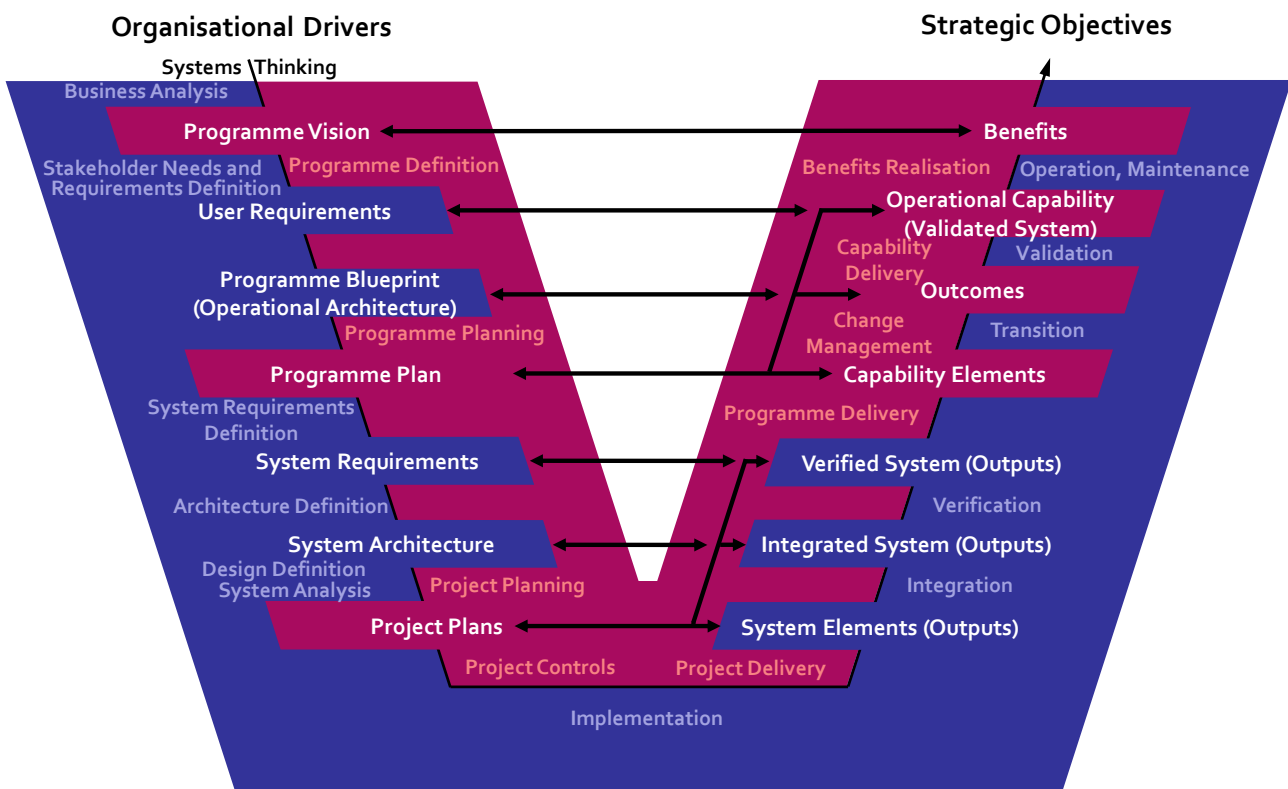 Organisational Drivers
Strategic Objectives
Systems Thinking
Business Analysis
Programme Vision
Benefits
Stakeholder Needs and
Requirements Definition
Programme Definition
Benefits Realisation
Operation, Maintenance
User Requirements
Operational Capability
(Validated System)
Capability
Delivery
Validation
Programme Blueprint
(Operational Architecture)
Outcomes
Programme Planning
Change
Management
Transition
Programme Plan
Capability Elements
System Requirements
Definition
Programme Delivery
System Requirements
Verified System (Outputs)
Architecture Definition
Verification
System Architecture
Integrated System (Outputs)
Design Definition
System Analysis
Project Planning
Integration
Project Plans
System Elements (Outputs)
Project Controls
Project Delivery
Implementation